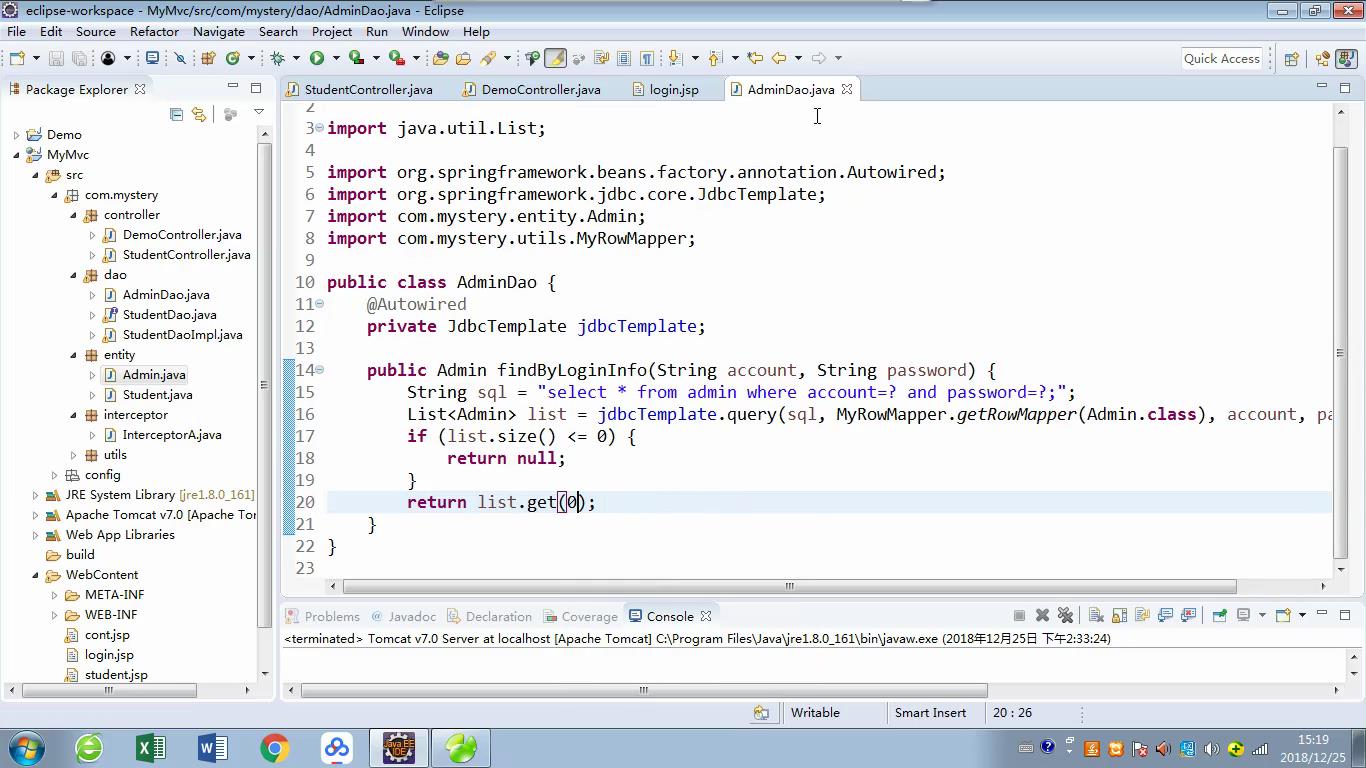 eclipse-workspace - MyMvc/src/com/mystery/dao/AdminDao.java - Eclipse
File Edit Source Refactor Navigate Search Project Run Window Help
Quick Access
Package Explorer
StudentController.java DemoController.java login.jsp AdminDao.java
Demo
MyMvc
src
com.mystery
controller
DemoController.java
StudentController.java
dao
AdminDao.java
StudentDao.java
StudentDaoImpl.java
entity
Admin.java
Student.java
interceptor
InterceptorA.java
utils
config
JRE System Library [jre1.8.0_161]
Apache Tomcat v7.0 [Apache Tor
Web App Libraries
build
WebContent
META-INF
WEB-INF
cont.jsp
login.jsp
student.jsp
2
3 import java.util.List;
4
5 import org.springframework.beans.factory.annotation.Autowired;
6 import org.springframework.jdbc.core.JdbcTemplate;
7 import com.mystery.entity.Admin;
8 import com.mystery.utils.MyRowMapper;
9
10 public class AdminDao {
11 @Autowired
12 private JdbcTemplate jdbcTemplate;
13
14 public Admin findByLoginInfo(String account, String password) {
15 String sql = "select * from admin where account=? and password=?;";
16 List<Admin> list = jdbcTemplate.query(sql, MyRowMapper.getRowMapper(Admin.class), account, pa
17 if (list.size() <= 0) {
18 return null;
19 }
20 return list.get(0);
21 }
22 }
23
Problems Javadoc Declaration Coverage Console
<terminated> Tomcat v7.0 Server at localhost [Apache Tomcat] C:\Program Files\Java\jre1.8.0_161\bin\javaw.exe (2018年12月25日 下午2:33:24)
Writable Smart Insert 20 : 26
15:19
2018/12/25